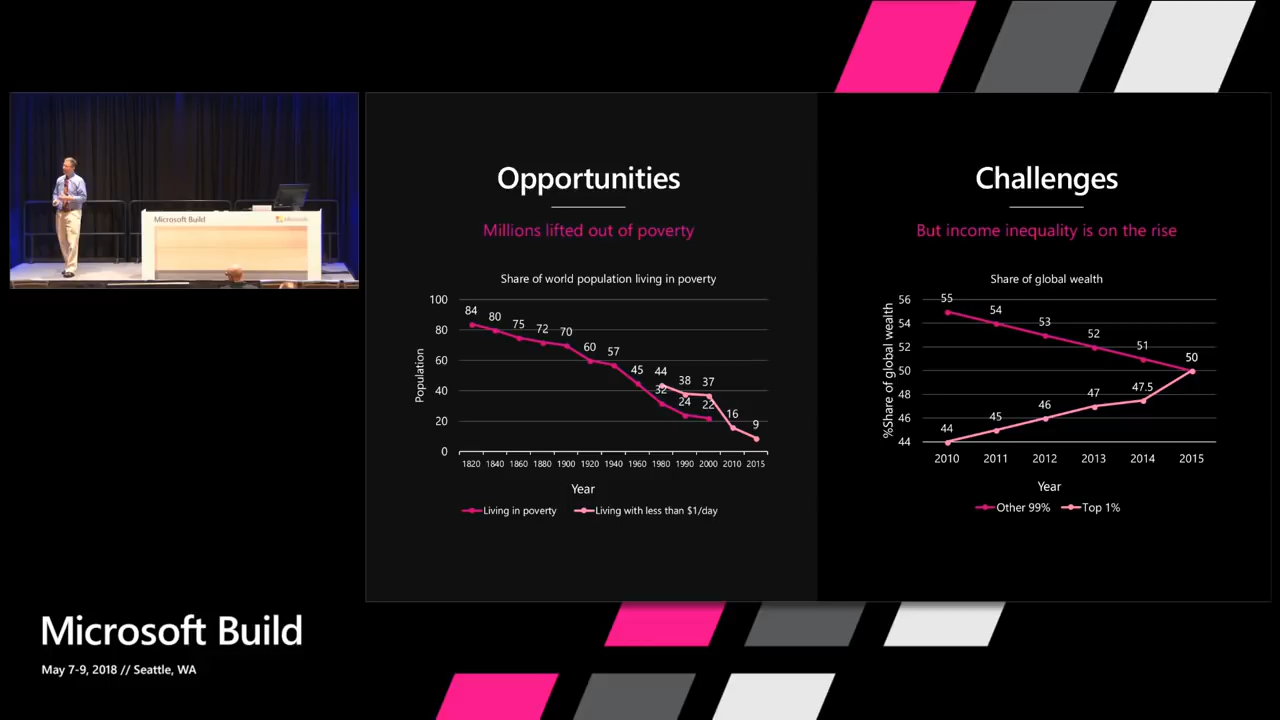 Microsoft Build
Microsoft
Opportunities
Millions lifted out of poverty
Share of world population living in poverty
Population
100
80
60
40
20
0
84
80
75
72
70
60
57
45
32
24
22
44
38
37
16
9
1820 1840 1860 1880 1900 1920 1940 1960 1980 1990 2000 2010 2015
Year
Living in poverty Living with less than $1/day
Challenges
But income inequality is on the rise
Share of global wealth
%Share of global wealth
56
54
52
50
48
46
44
55
54
53
52
51
50
44
45
46
47
47.5
2010 2011 2012 2013 2014 2015
Year
Other 99% Top 1%
Microsoft Build
May 7-9, 2018 // Seattle, WA